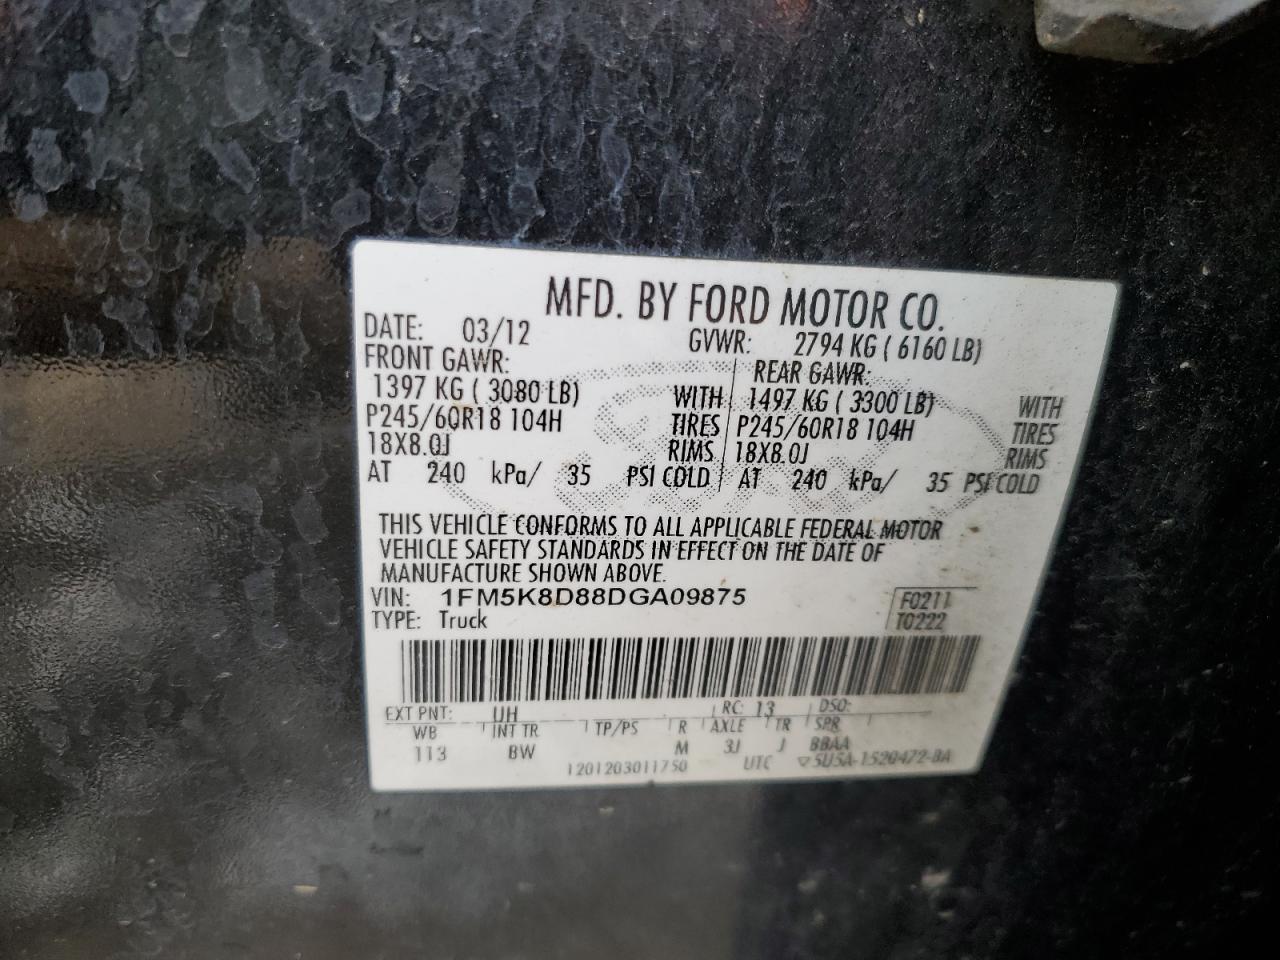 MFD. BY FORD MOTOR CO.
DATE: 03/12 GVWR: 2794 KG ( 6160 LB)
FRONT GAWR: REAR GAWR:
1397 KG ( 3080 LB) WITH 1497 KG ( 3300 LB) WITH
P245/60R18 104H TIRES P245/60R18 104H TIRES
18X8.0J RIMS 18X8.0J RIMS
AT 240 kPa/ 35 PSI COLD AT 240 kPa/ 35 PSI COLD
THIS VEHICLE CONFORMS TO ALL APPLICABLE FEDERAL MOTOR
VEHICLE SAFETY STANDARDS IN EFFECT ON THE DATE OF
MANUFACTURE SHOWN ABOVE.
VIN: 1FM5K8D88DGA09875 F0211
TYPE: Truck T0222
EXT PNT: UH RC: 13 DSO:
WB INT TR TP/PS R AXLE TR SPR
113 BW M 3J J BBAA
1201203011750 UTC ▽5U5A-1520472-BA